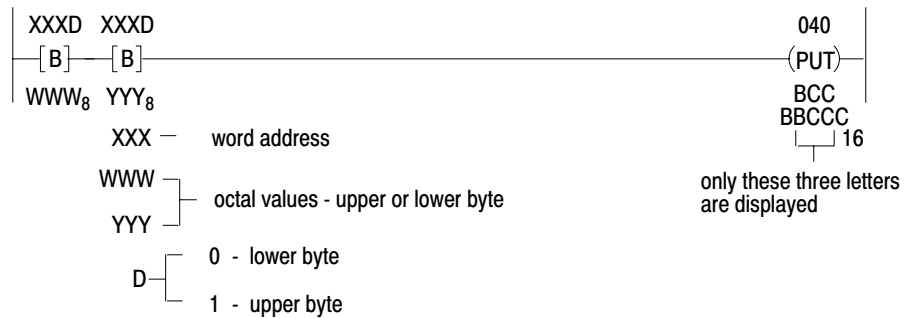 XXXD XXXD 040
[B] [B] (PUT)
WWW8 YYY8 BCC
BBCCC
16
XXX — word address
WWW
YYY
octal values - upper or lower byte
only these three letters
are displayed
D
0 - lower byte
1 - upper byte